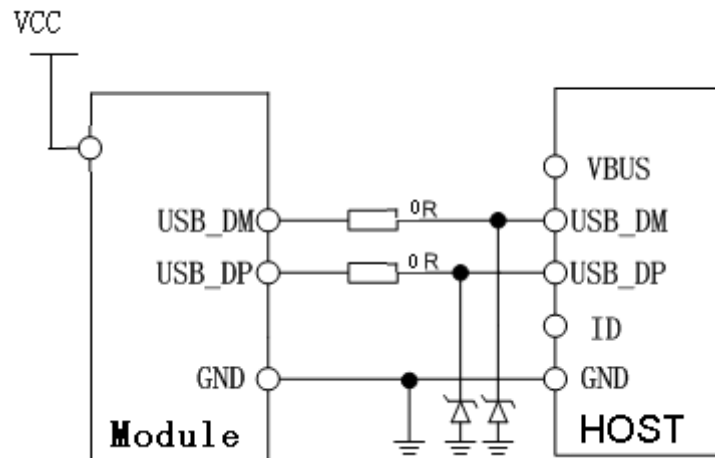 VCC
VBUS
USB_DM 0R USB_DM
USB_DP 0R USB_DP
ID
GND GND
Module HOST